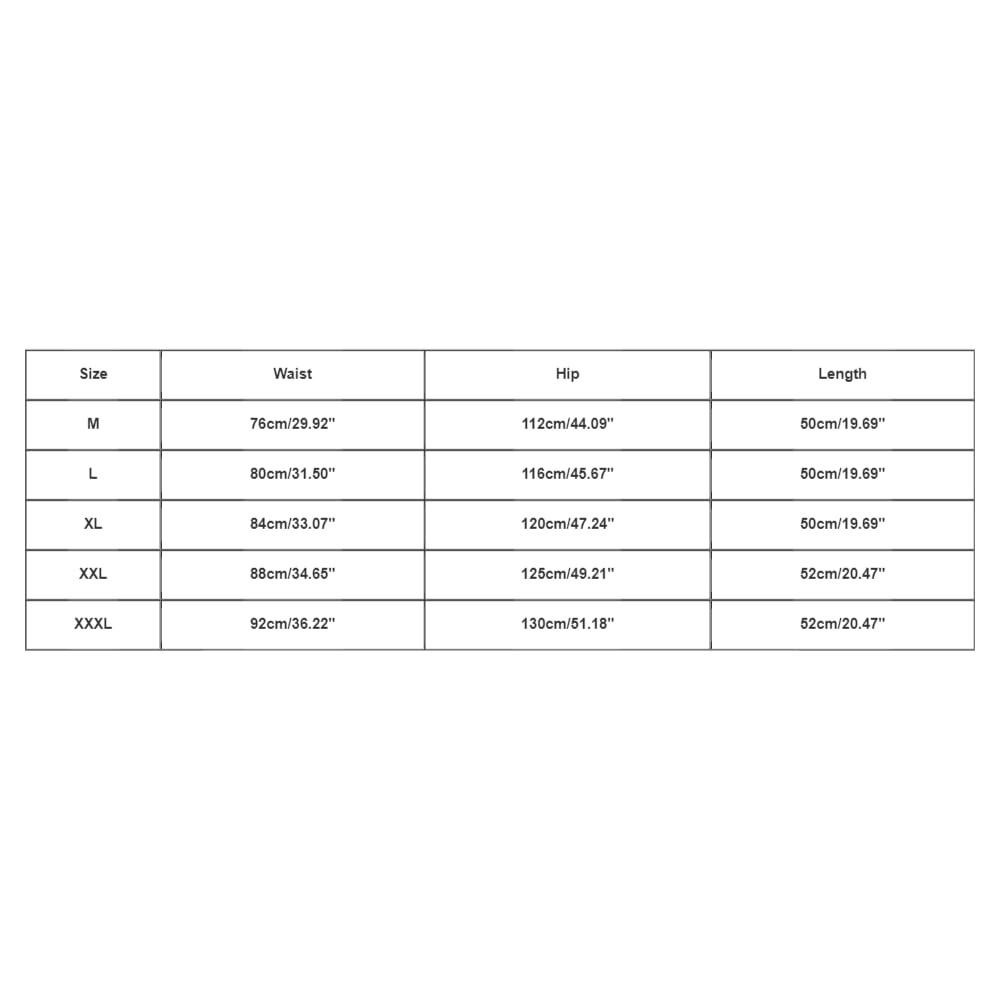 Size Waist Hip Length
M 76cm/29.92" 112cm/44.09" 50cm/19.69"
L 80cm/31.50" 116cm/45.67" 50cm/19.69"
XL 84cm/33.07" 120cm/47.24" 50cm/19.69"
XXL 88cm/34.65" 125cm/49.21" 52cm/20.47"
XXXL 92cm/36.22" 130cm/51.18" 52cm/20.47"